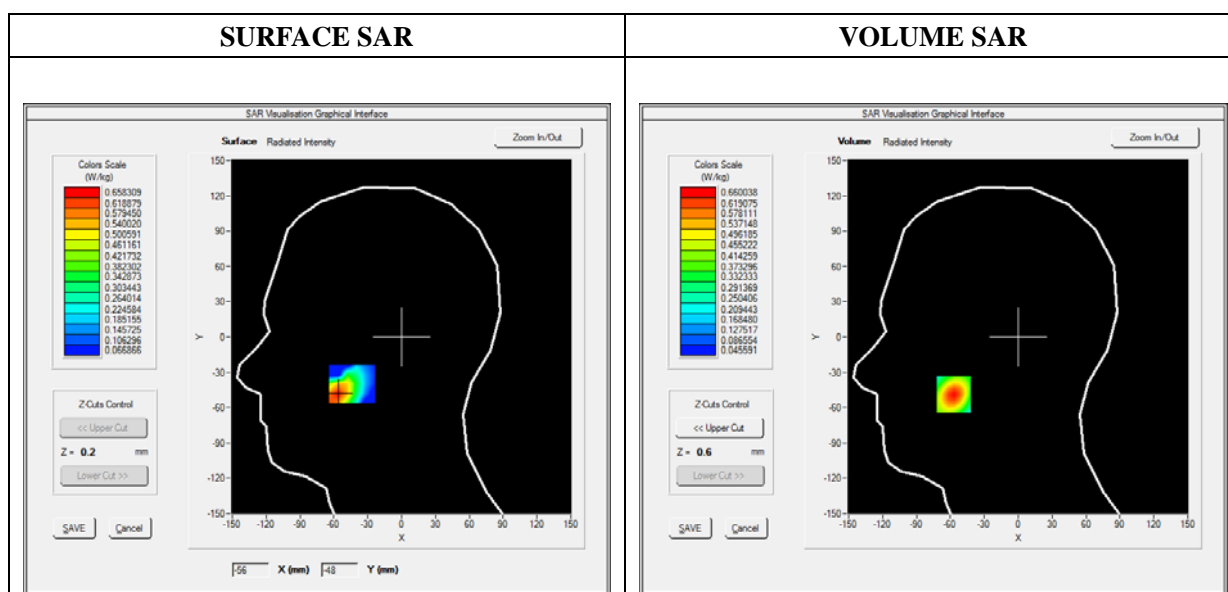 SURFACE SAR
VOLUME SAR
SAR Visualisation Graphical Interface
Surface Radiated Intensity
Zoom In/Out
Colors Scale
(W/kg)
0.658309
0.618879
0.579450
0.540020
0.500591
0.461161
0.421732
0.382302
0.342873
0.303443
0.264014
0.224584
0.185155
0.145725
0.106296
0.066866
Z-Cuts Control
<< Upper Cut
Z = 0.2 mm
Lower Cut >>
SAVE Cancel
150
120
90
60
30
0
-30
-60
-90
-120
-150
Y
-150 -120 -90 -60 -30 0 30 60 90 120 150
X
-56 X (mm) -48 Y (mm)
SAR Visualisation Graphical Interface
Volume Radiated Intensity
Zoom In/Out
Colors Scale
(W/kg)
0.660038
0.619075
0.578111
0.537148
0.496185
0.455222
0.414259
0.373296
0.332333
0.291369
0.250406
0.209443
0.168480
0.127517
0.086554
0.045591
Z-Cuts Control
<< Upper Cut
Z = 0.6 mm
Lower Cut >>
SAVE Cancel
150
120
90
60
30
0
-30
-60
-90
-120
-150
Y
-150 -120 -90 -60 -30 0 30 60 90 120 150
X